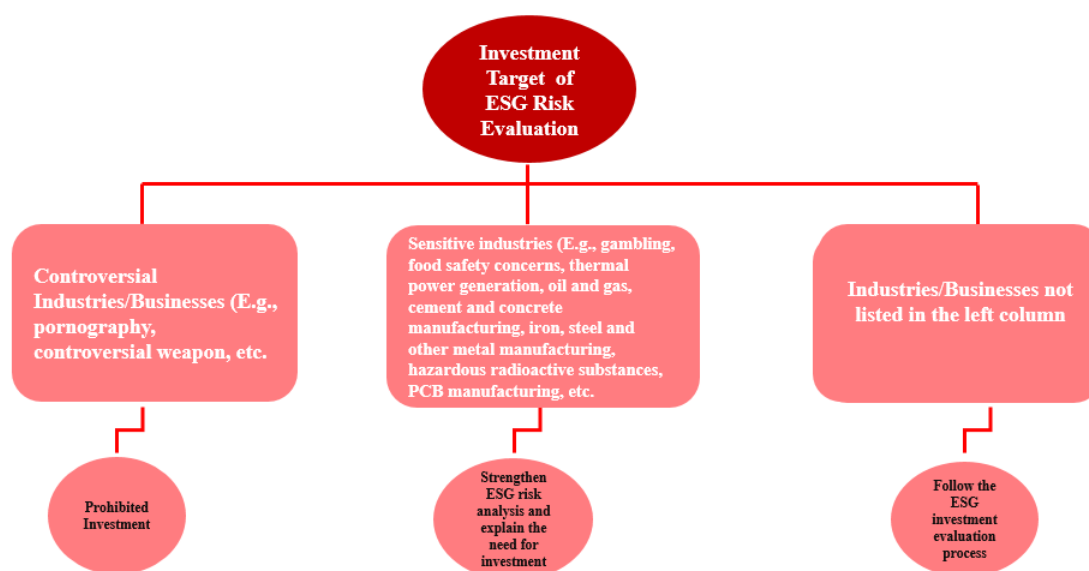 Investment
Target of
ESG Risk
Evaluation
Controversial
Industries/Businesses (E.g.,
pornography,
controversial weapon, etc.
Sensitive industries (E.g., gambling,
food safety concerns, thermal
power generation, oil and gas,
cement and concrete
manufacturing, iron, steel and
other metal manufacturing,
hazardous radioactive substances,
PCB manufacturing, etc.
Industries/Businesses not
listed in the left column
Prohibited
Investment
Strengthen
ESG risk
analysis and
explain the
need for
investment
Follow the
ESG
investment
evaluation
process